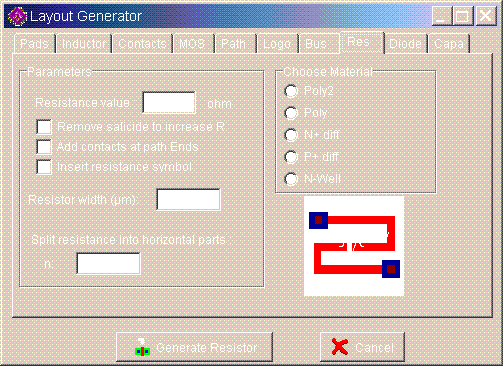 Layout Generator
Pads Inductor Contacts MOS Path Logo Bus Res Diode Capa
Parameters
Resistance value ohm
Remove salicide to increase R
Add contacts at path Ends
Insert resistance symbol
Resistor width (µm):
Split resistance into horizontal parts :
n:
Choose Material
Poly2
Poly
N+ diff
P+ diff
N-Well
Generate Resistor
Cancel